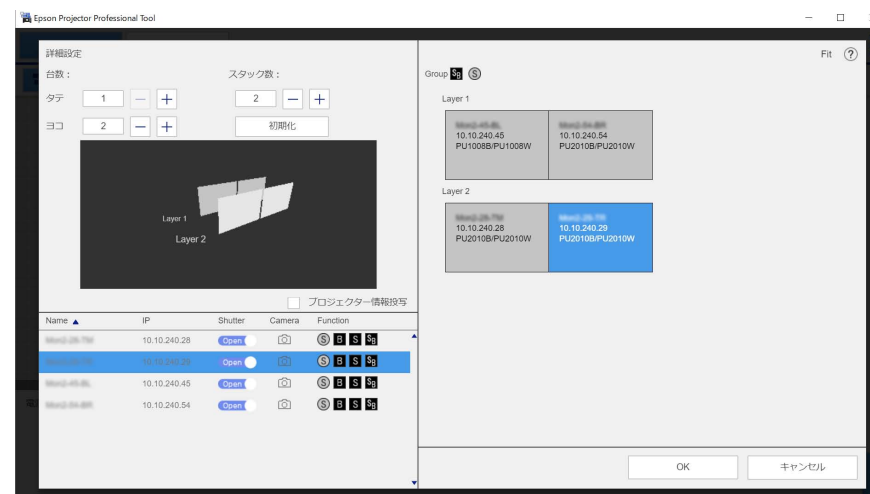 Epson Projector Professional Tool
詳細設定
Fit ?
台数：
スタック数：
タテ 1 − +
2 − +
ヨコ 2 − +
初期化
Layer 1
Layer 2
プロジェクター情報投写
Name IP Shutter Camera Function
10.10.240.28 Open S B S SB
10.10.240.29 Open S B S SB
10.10.240.45 Open S B S SB
10.10.240.54 Open S B S SB
Group SB S
Layer 1
10.10.240.45
PU1008B/PU1008W
10.10.240.54
PU2010B/PU2010W
Layer 2
10.10.240.28
PU2010B/PU2010W
10.10.240.29
PU2010B/PU2010W
OK
キャンセル